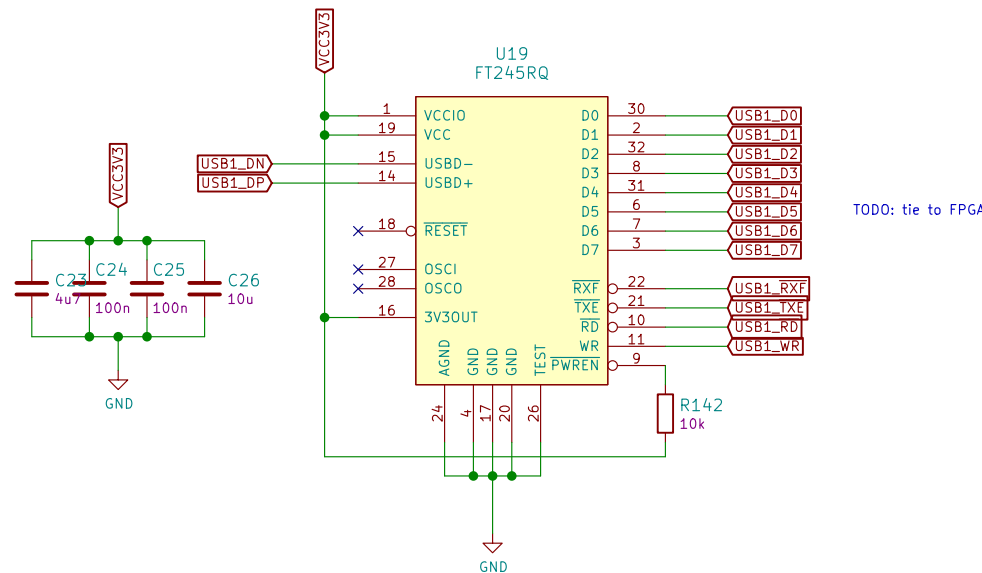 VCC3V3
U19
FT245RQ
1
VCCIO
19
VCC
15
USBD-
14
USBD+
18
RESET
27
OSCI
28
OSCO
16
3V3OUT
USB1_DN
USB1_DP
D0
30
USB1_D0
D1
2
USB1_D1
D2
32
USB1_D2
D3
8
USB1_D3
D4
31
USB1_D4
D5
6
USB1_D5
D6
7
USB1_D6
D7
3
USB1_D7
RXF
22
USB1_RXF
TXE
21
USB1_TXE
RD
10
USB1_RD
WR
11
USB1_WR
PWREN
9
AGND
GND
GND
GND
TEST
24
4
17
20
26
R142
10k
GND
TODO: tie to FPGA
VCC3V3
C23
4u7
C24
100n
C25
100n
C26
10u
GND